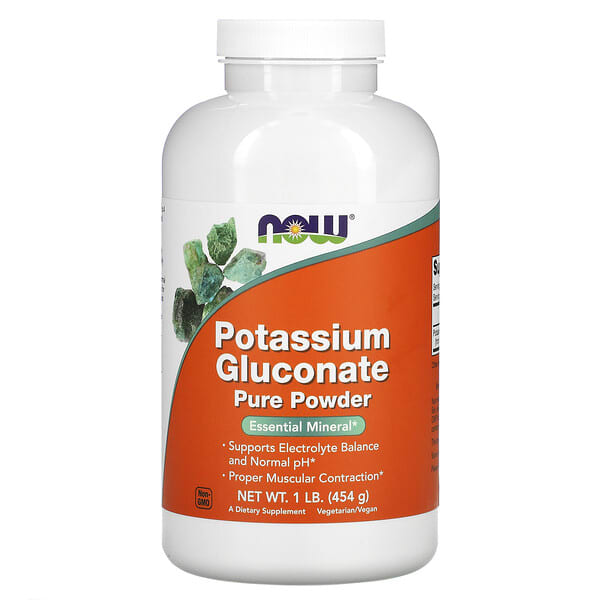 NOW®
Potassium
Gluconate
Pure Powder
Essential Mineral*
• Supports Electrolyte Balance
and Normal pH*
• Proper Muscular Contraction*
Non-
GMO
NET WT. 1 LB. (454 g)
A Dietary Supplement Vegetarian/Vegan